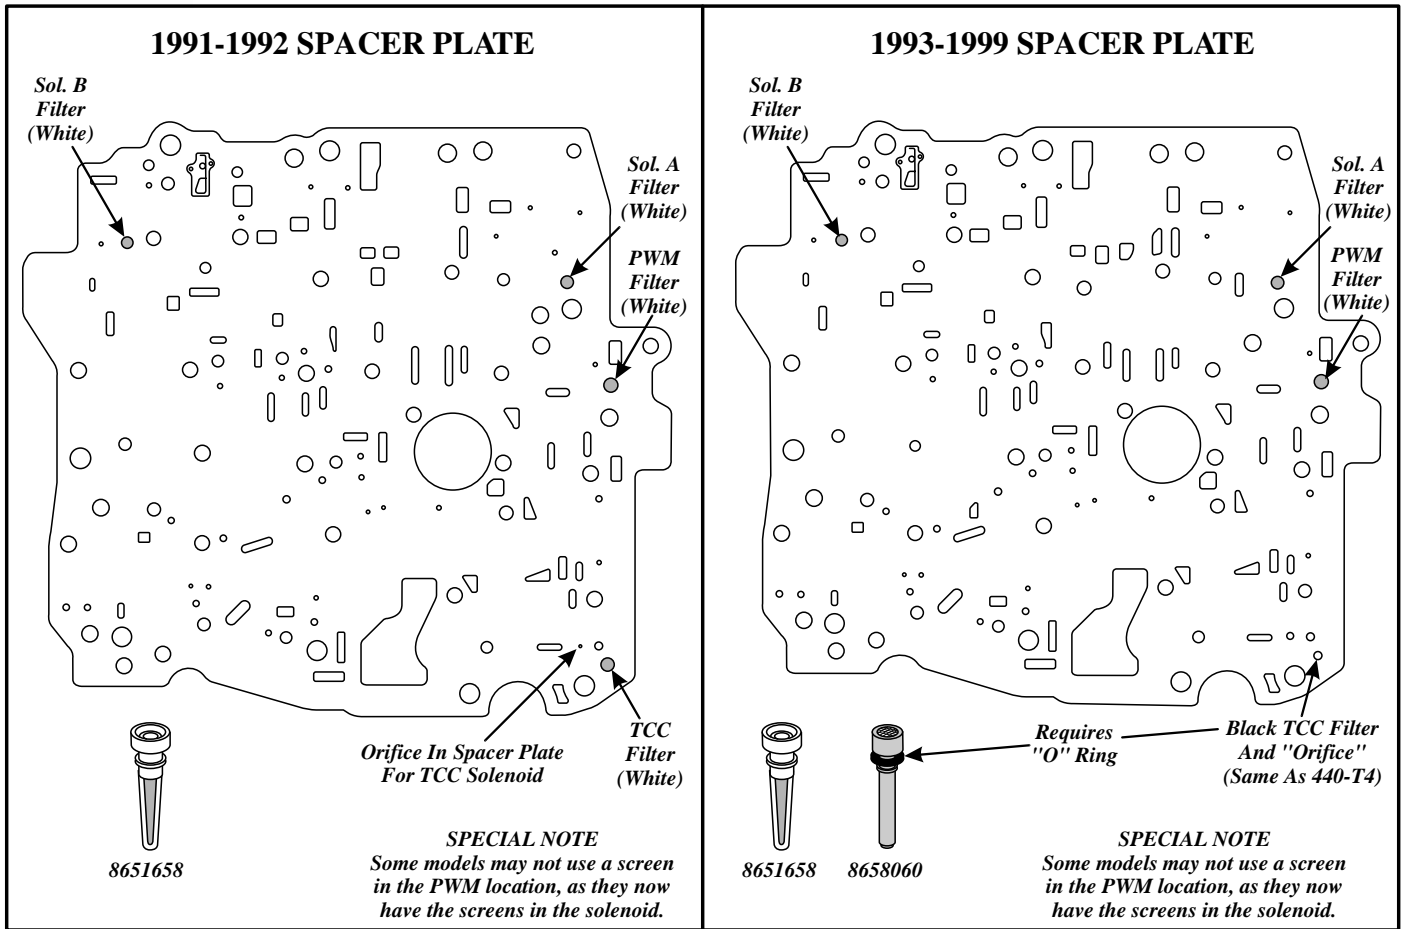 1991-1992 SPACER PLATE
Sol. B
Filter
(White)
Sol. A
Filter
(White)
PWM
Filter
(White)
Orifice In Spacer Plate
For TCC Solenoid
TCC
Filter
(White)
8651658
SPECIAL NOTE
Some models may not use a screen
in the PWM location, as they now
have the screens in the solenoid.
1993-1999 SPACER PLATE
Sol. B
Filter
(White)
Sol. A
Filter
(White)
PWM
Filter
(White)
Requires
"O" Ring
Black TCC Filter
And "Orifice"
(Same As 440-T4)
8651658
8658060
SPECIAL NOTE
Some models may not use a screen
in the PWM location, as they now
have the screens in the solenoid.